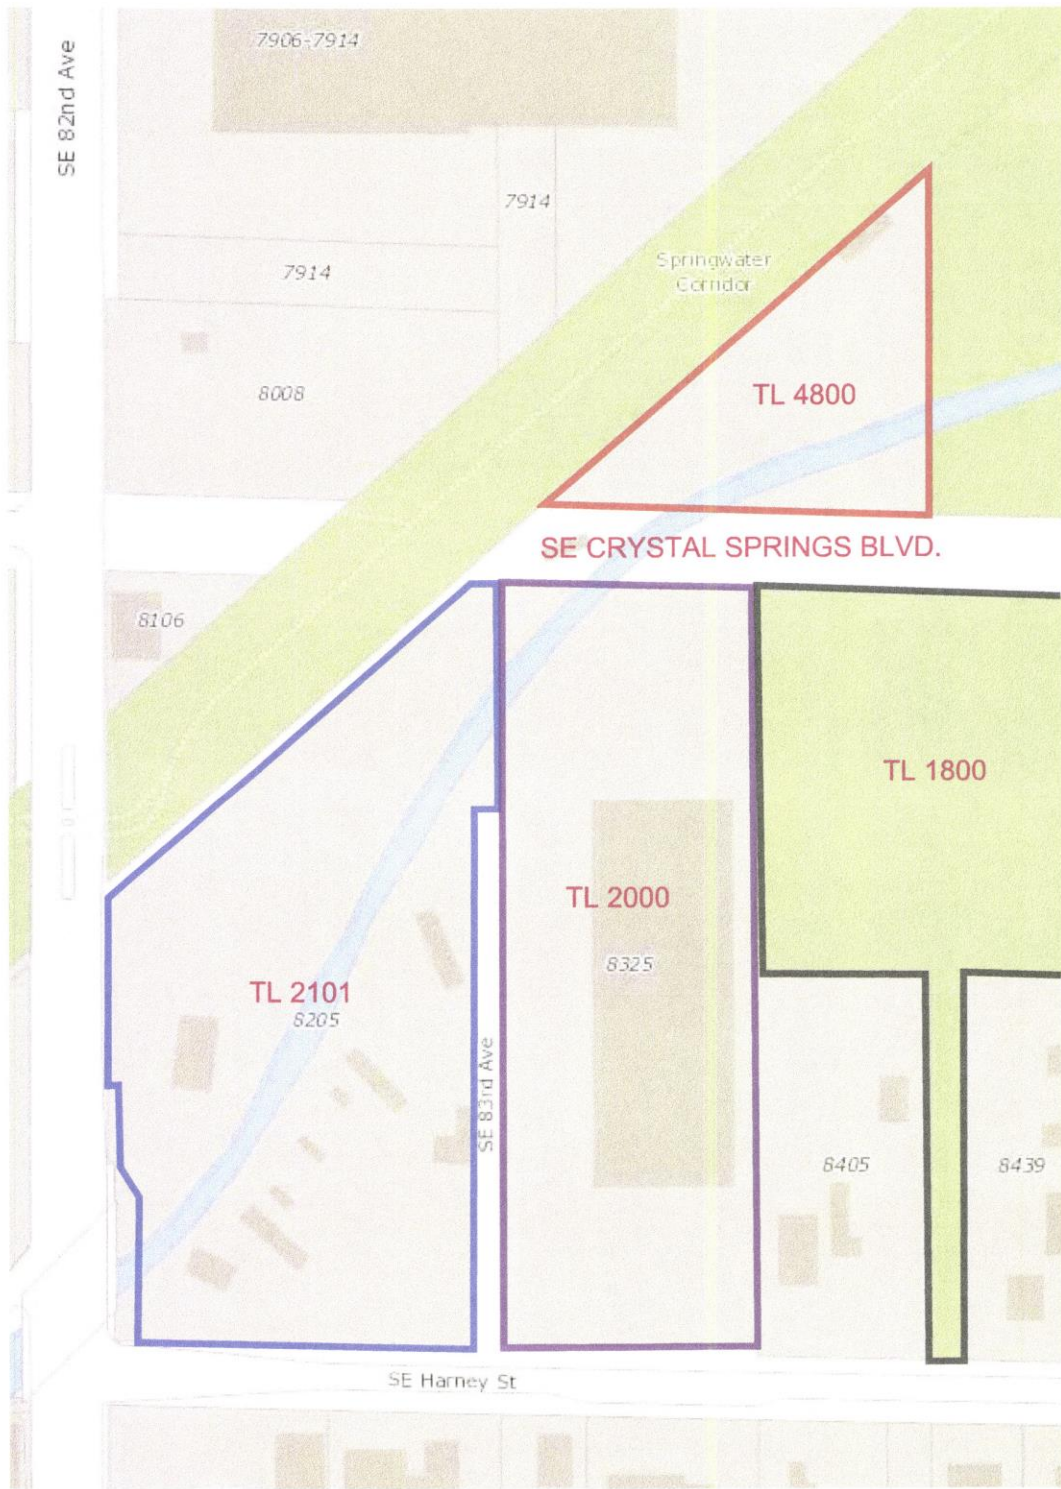 7906-7914
SE 82nd Ave
7914
7914
Springwater
Corridor
8008
TL 4800
SE CRYSTAL SPRINGS BLVD.
8106
TL 1800
TL 2000
8325
TL 2101
8205
SE 83rd Ave
8405
8439
SE Harney St